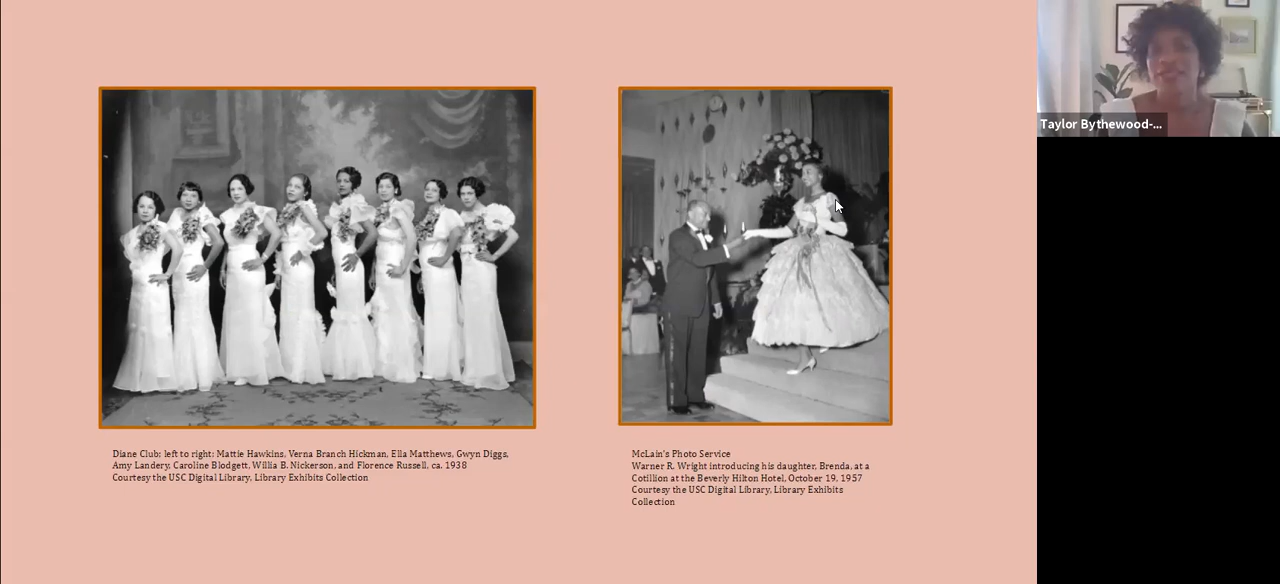 Taylor Bythewood-...
Diane Club; left to right: Mattie Hawkins, Verna Branch Hickman, Ella Matthews, Gwyn Diggs,
Amy Landery, Caroline Blodgett, Willia B. Nickerson, and Florence Russell, ca. 1938
Courtesy the USC Digital Library. Library Exhibits Collection
McLain's Photo Service
Warner R. Wright introducing his daughter, Brenda, at a
Cotillion at the Beverly Hilton Hotel, October 19, 1957
Courtesy the USC Digital Library, Library Exhibits
Collection